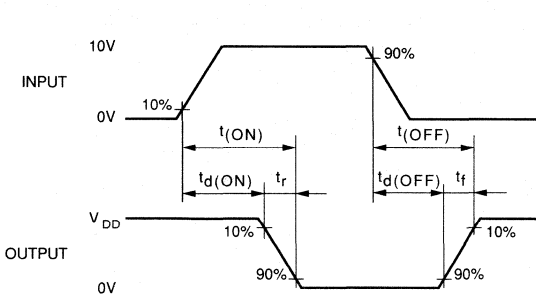 10V
90%
INPUT
10%
0V
t(ON)
t(OFF)
td(ON)
tr
td(OFF)
tf
VDD
10%
10%
OUTPUT
90%
90%
0V